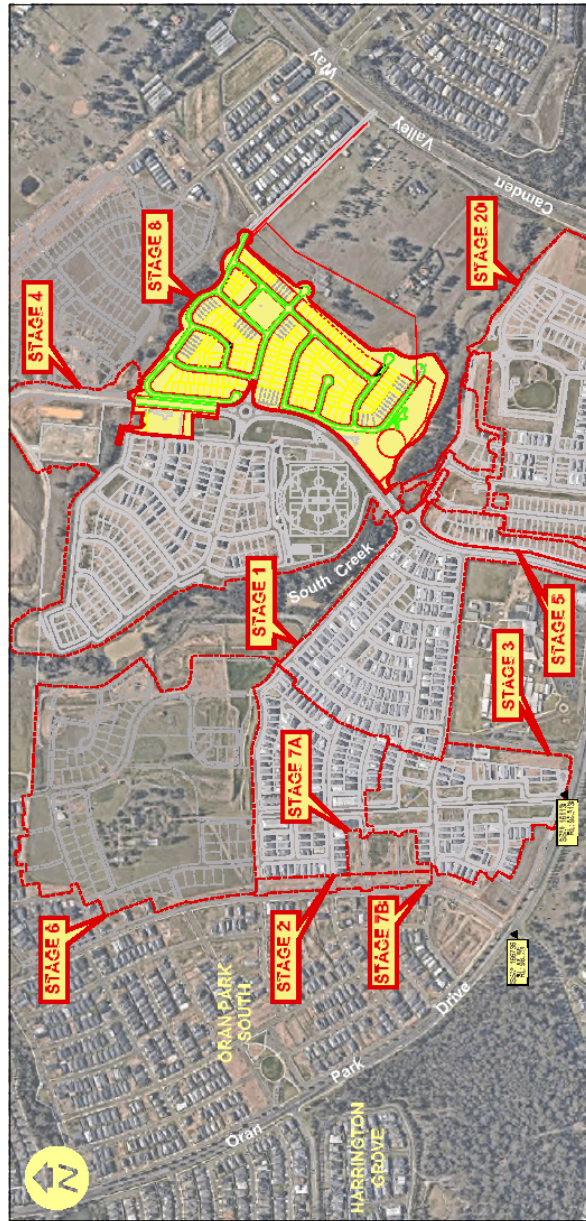 N
STAGE 6
STAGE 4
STAGE 8
Camden
Valley
Way
STAGE 20
South Creek
STAGE 1
STAGE 5
STAGE 3
STAGE 7A
STAGE 2
STAGE 7B
ORAN PARK
SOUTH
Oran
Park
Drive
HARRINGTON
GROVE